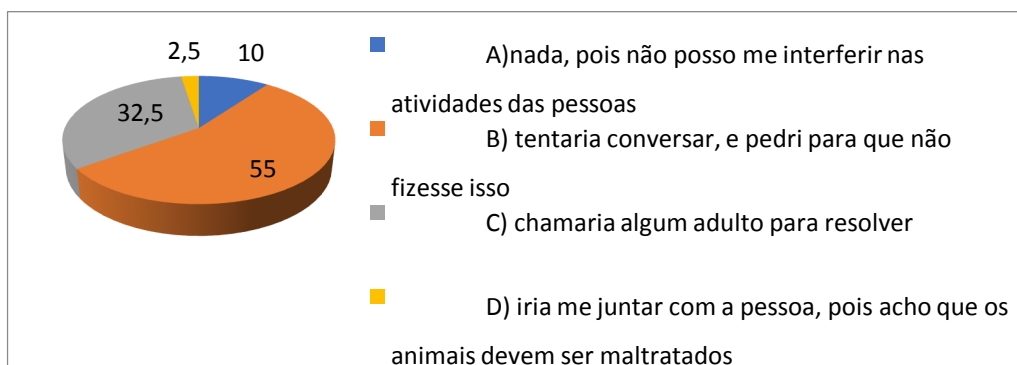 2,5
10
32,5
55
A)nada, pois não posso me interferir nas
atividades das pessoas
B) tentaria conversar, e pedri para que não
fizesse isso
C) chamaria algum adulto para resolver
D) iria me juntar com a pessoa, pois acho que os
animais devem ser maltratados